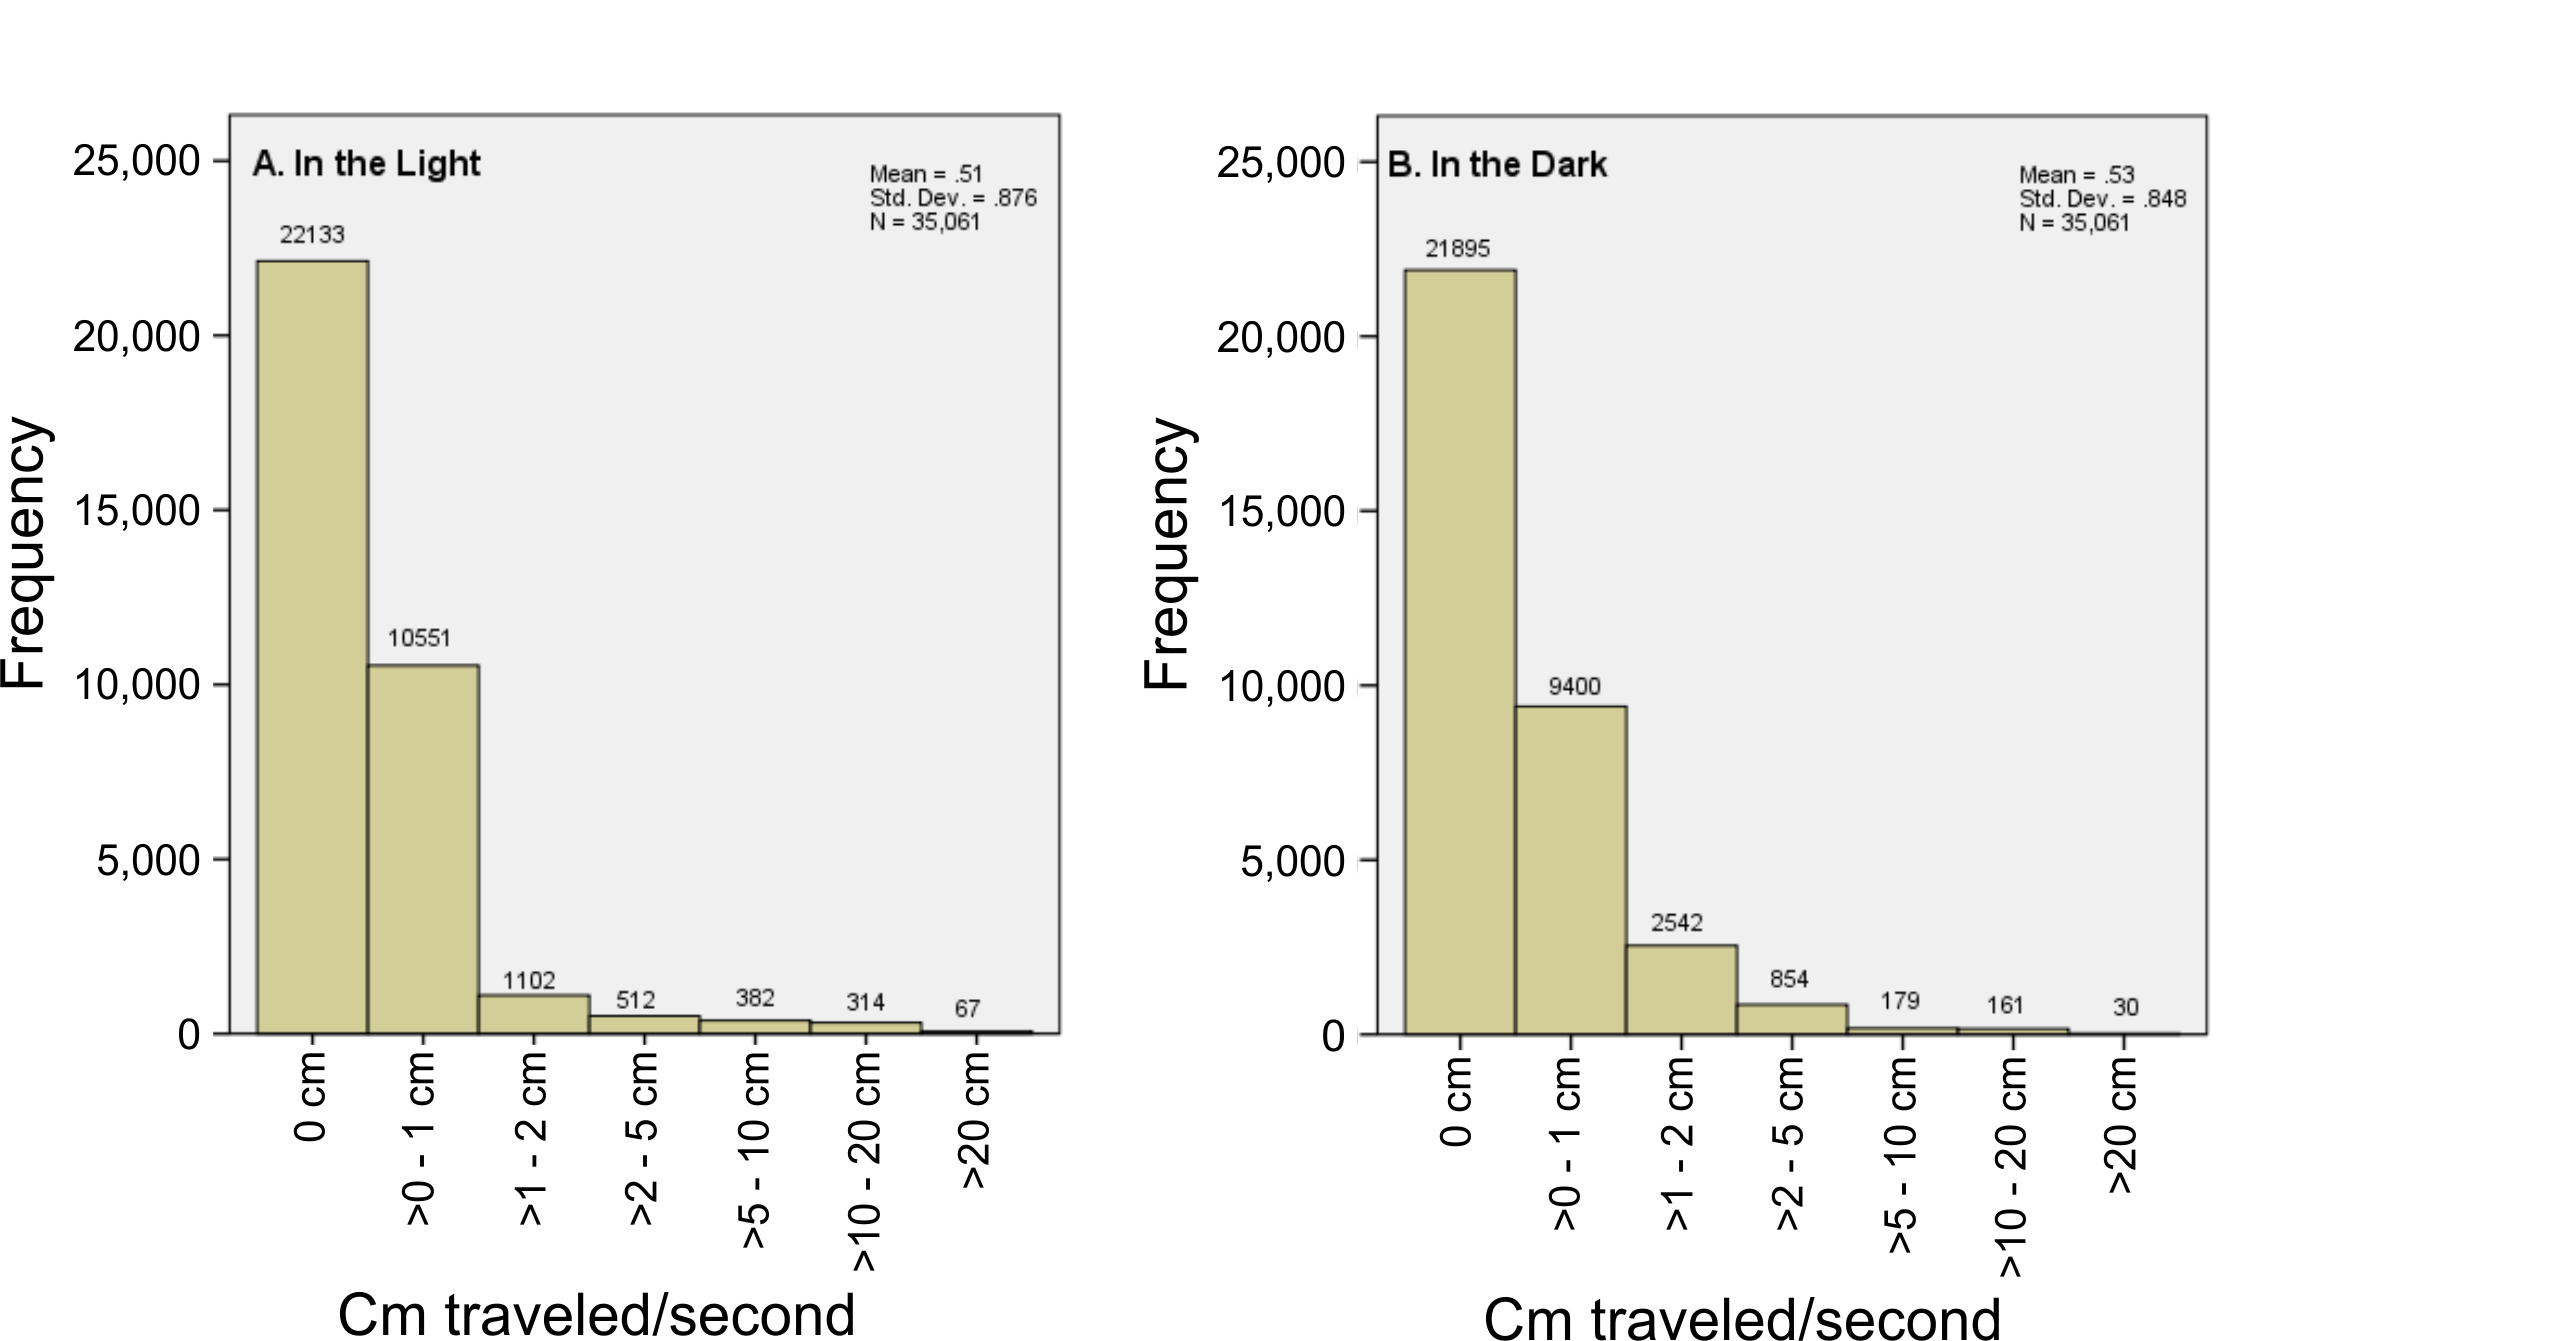 A. In the Light
Mean = .51
Std. Dev. = .876
N = 35,061
25,000
20,000
15,000
10,000
5,000
0
Frequency
22133
10551
1102
512
382
314
67
0 cm
>0 - 1 cm
>1 - 2 cm
>2 - 5 cm
>5 - 10 cm
>10 - 20 cm
>20 cm
Cm traveled/second
B. In the Dark
Mean = .53
Std. Dev. = .848
N = 35,061
25,000
20,000
15,000
10,000
5,000
0
Frequency
21895
9400
2542
854
179
161
30
0 cm
>0 - 1 cm
>1 - 2 cm
>2 - 5 cm
>5 - 10 cm
>10 - 20 cm
>20 cm
Cm traveled/second